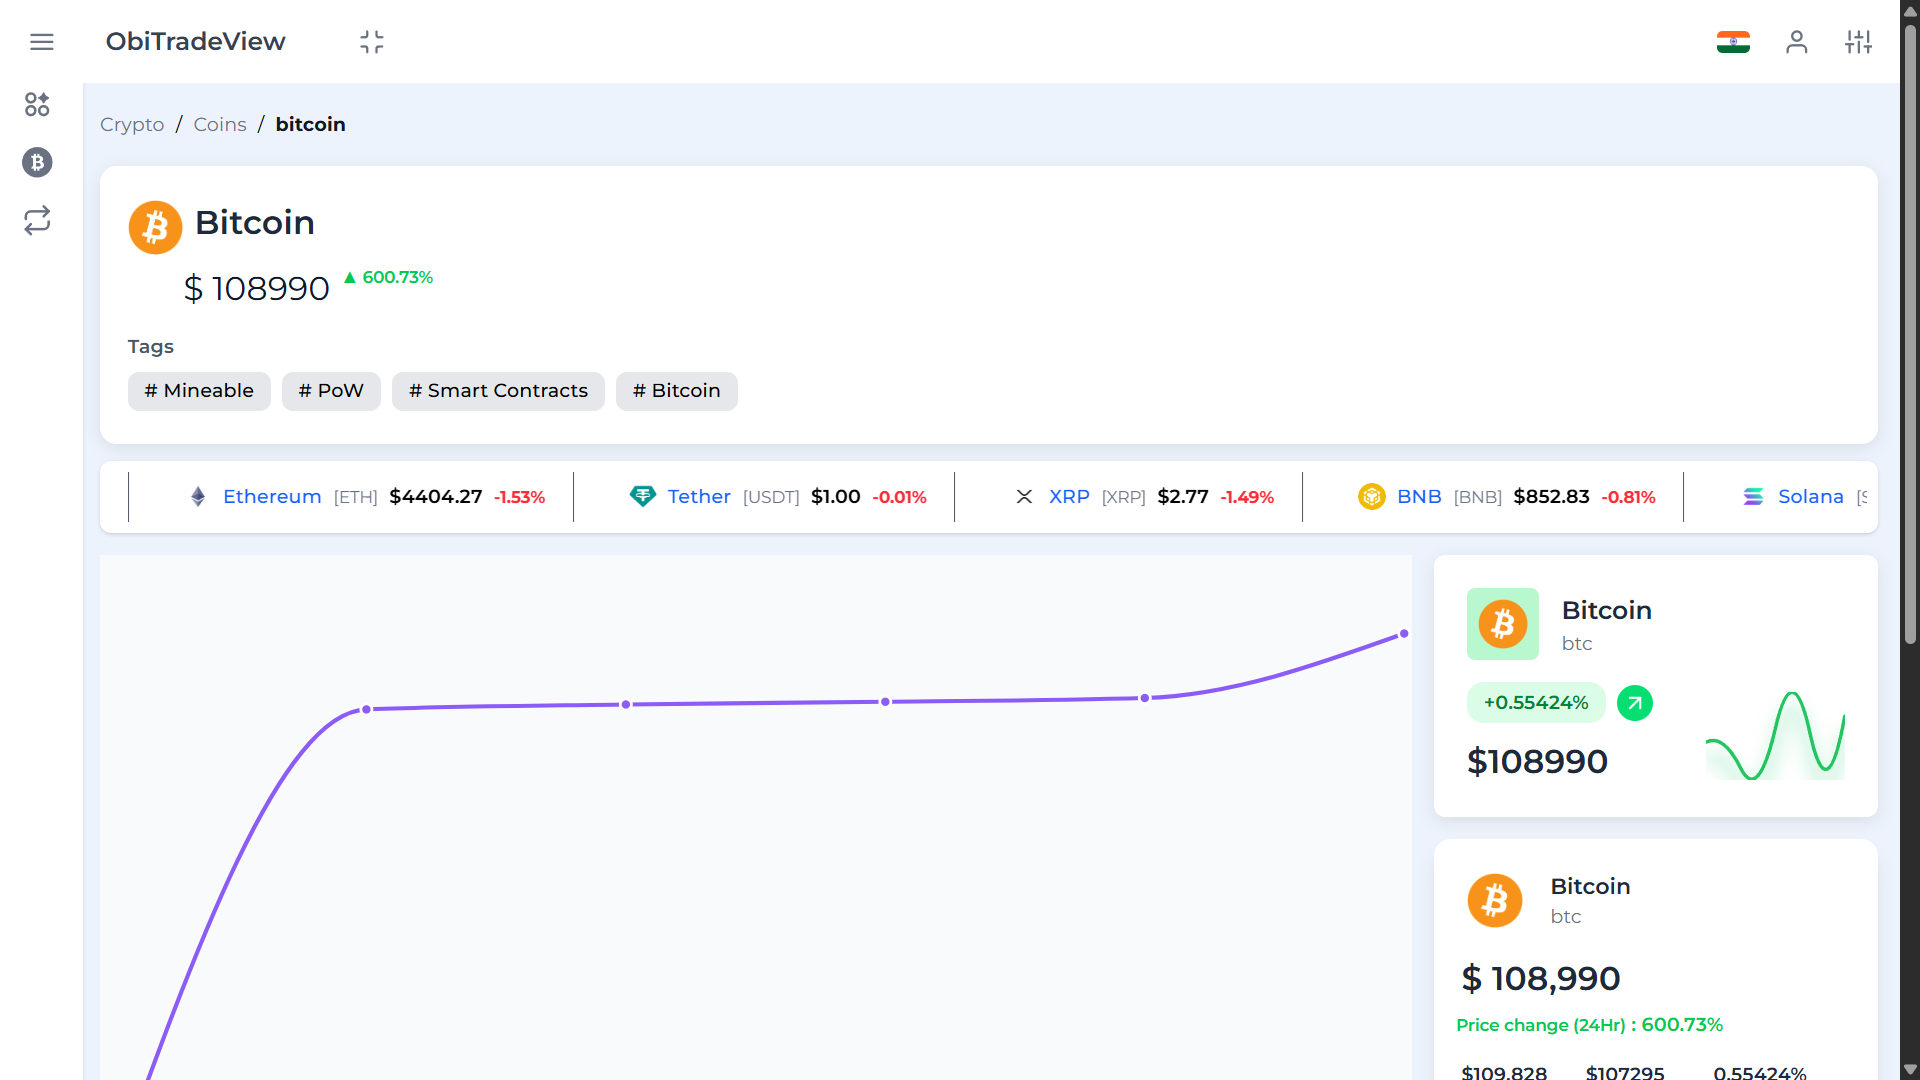 ObiTradeView
Crypto / Coins / bitcoin
Bitcoin
$ 108990 ▲ 600.73%
Tags
# Mineable # PoW # Smart Contracts # Bitcoin
Ethereum [ETH] $4404.27 -1.53% Tether [USDT] $1.00 -0.01% XRP [XRP] $2.77 -1.49% BNB [BNB] $852.83 -0.81% Solana [S
Bitcoin
btc
+0.55424%
$108990
Bitcoin
btc
$ 108,990
Price change (24Hr) : 600.73%
$109,828 $107295 0.55424%